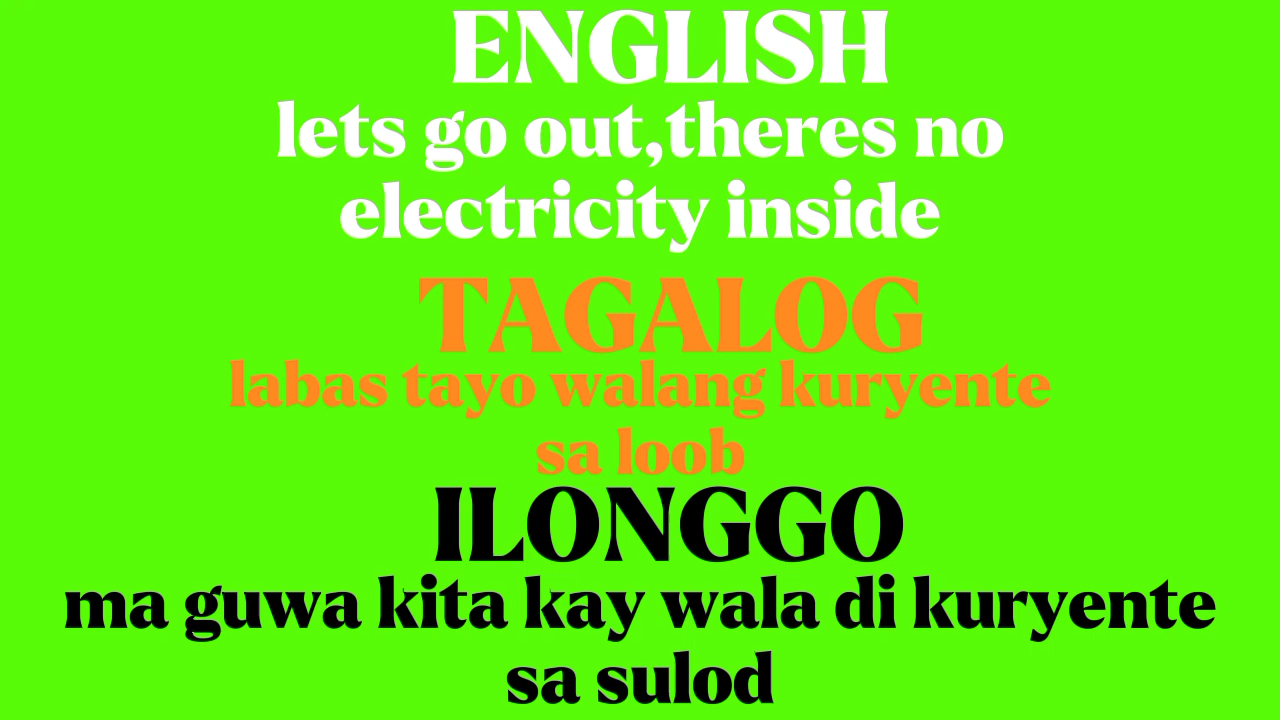 ENGLISH
lets go out,theres no
electricity inside
TAGALOG
labas tayo walang kuryente
sa loob
ILONGGO
ma guwa kita kay wala di kuryente
sa sulod